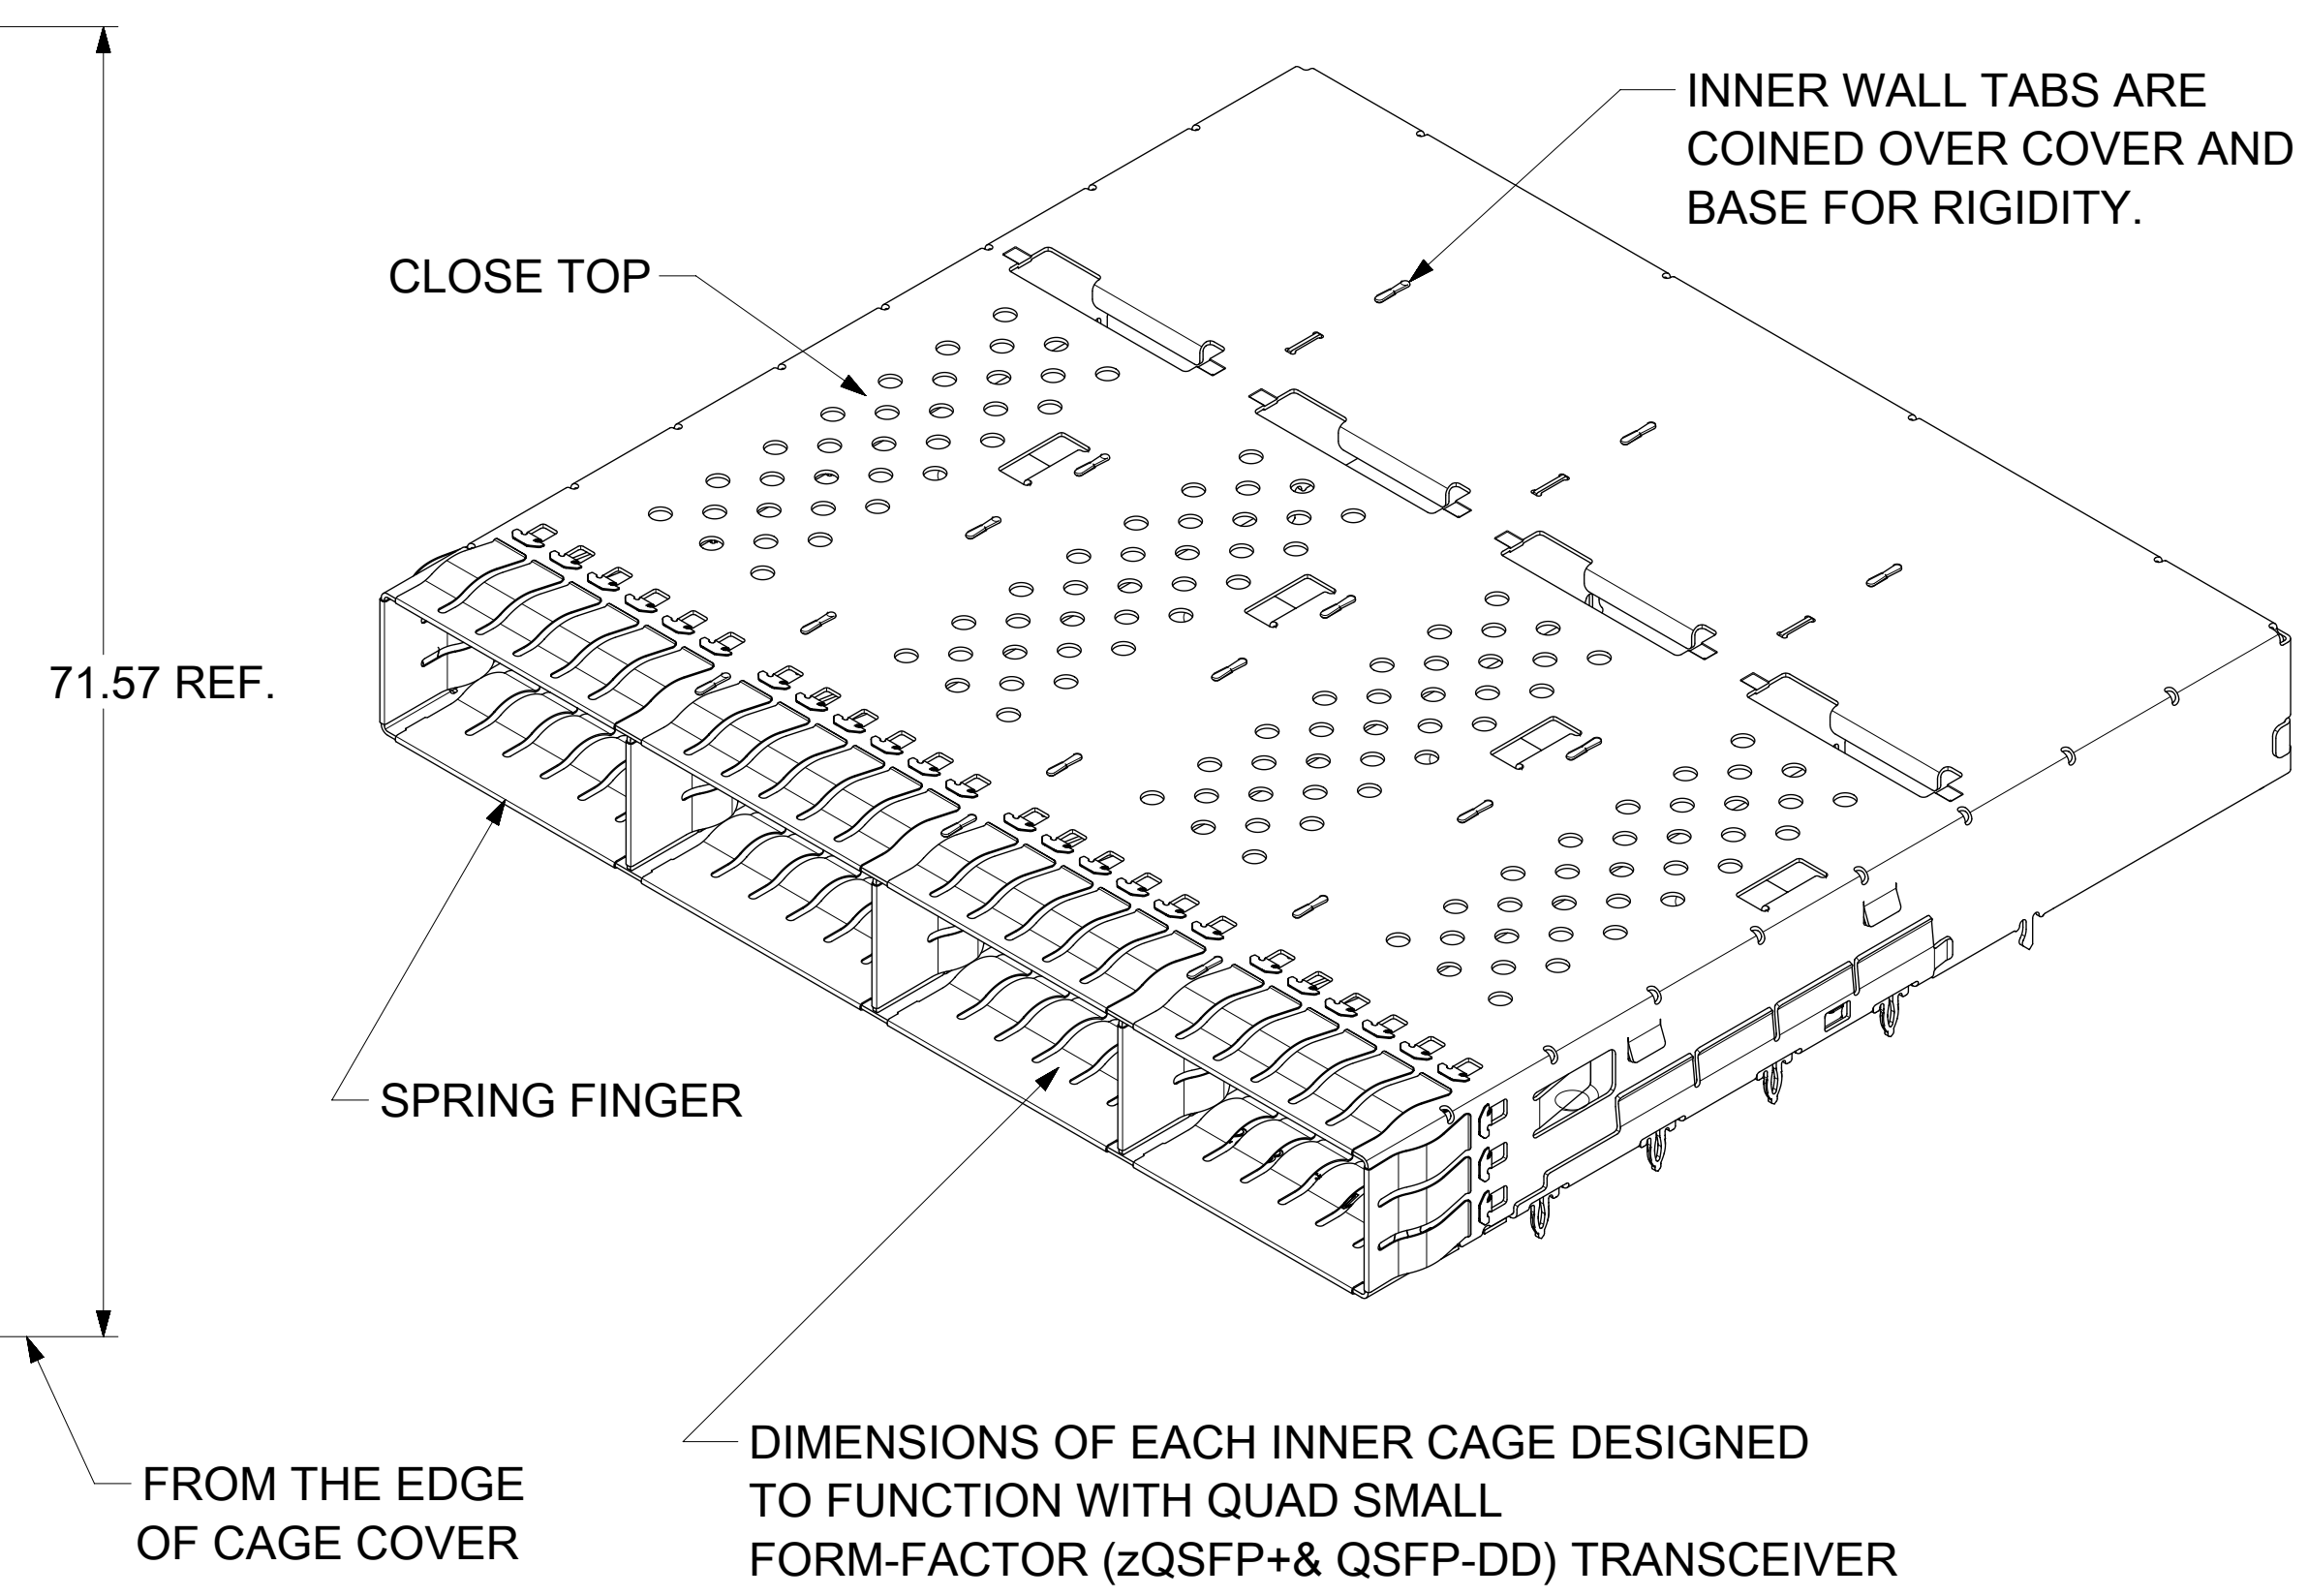 INNER WALL TABS ARE
COINED OVER COVER AND
BASE FOR RIGIDITY.
CLOSE TOP
71.57 REF.
SPRING FINGER
DIMENSIONS OF EACH INNER CAGE DESIGNED
TO FUNCTION WITH QUAD SMALL
FORM-FACTOR (zQSFP+& QSFP-DD) TRANSCEIVER
FROM THE EDGE
OF CAGE COVER